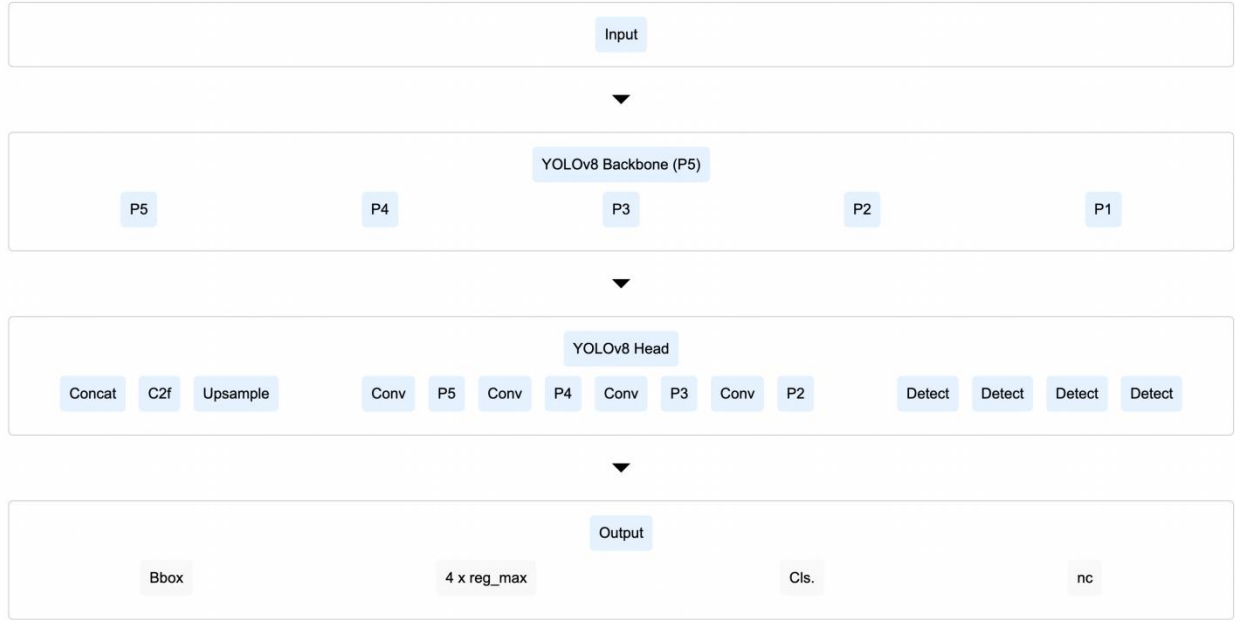 Input
YOLOv8 Backbone (P5)
P5 P4 P3 P2 P1
YOLOv8 Head
Concat C2f Upsample Conv P5 Conv P4 Conv P3 Conv P2 Detect Detect Detect Detect
Output
Bbox 4 x reg_max Cls. nc